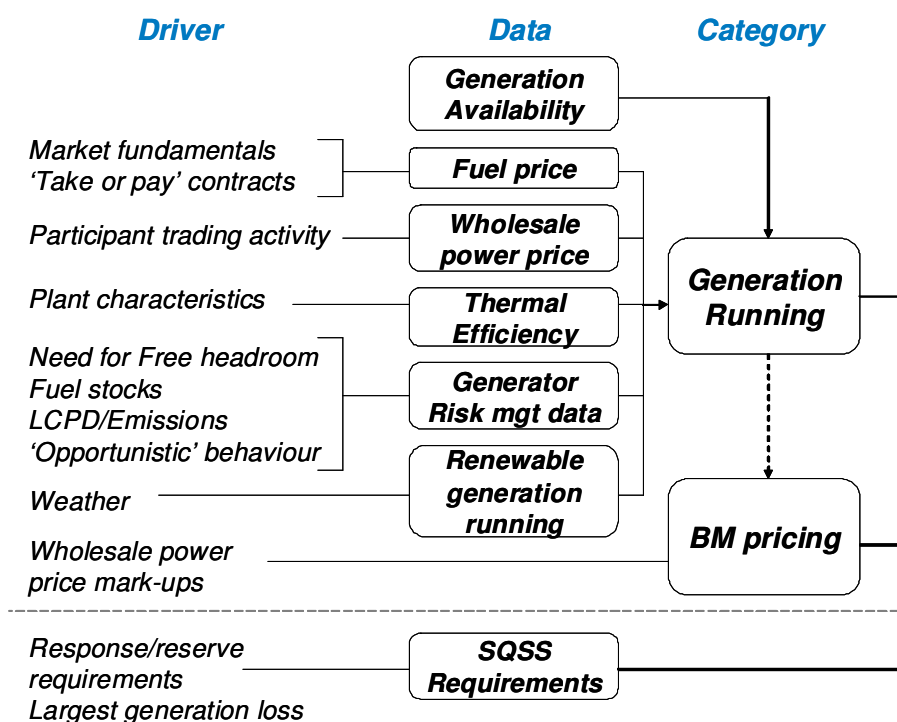 Driver
Data
Category
Generation
Availability
Market fundamentals
‘Take or pay’ contracts
Fuel price
Participant trading activity
Wholesale
power price
Plant characteristics
Thermal
Efficiency
Generation
Running
Need for Free headroom
Fuel stocks
LCPD/Emissions
‘Opportunistic’ behaviour
Generator
Risk mgt data
Weather
Renewable
generation
running
Wholesale power
price mark-ups
BM pricing
Response/reserve
requirements
Largest generation loss
SQSS
Requirements